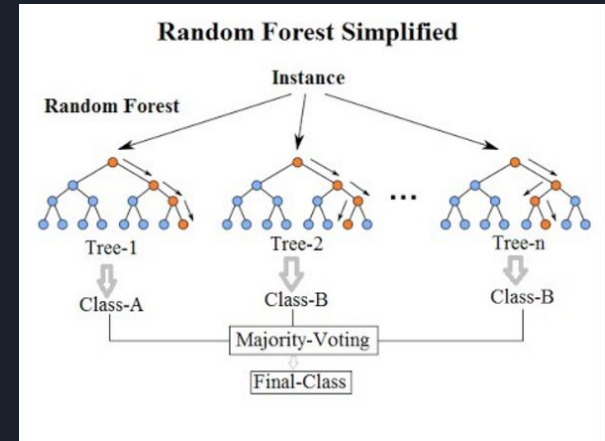 Random Forest Simplified
Instance
Random Forest
...
Tree-1
Tree-2
Tree-n
Class-A
Class-B
Class-B
Majority-Voting
Final-Class